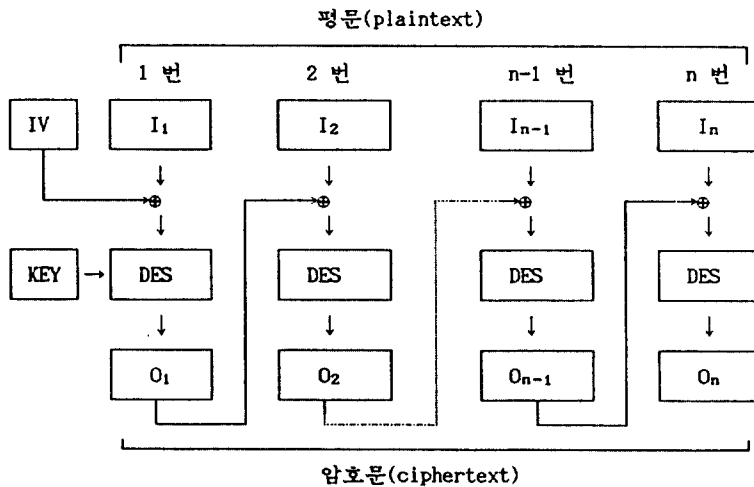 평문(plaintext)
1 번 2 번 n-1 번 n 번
IV I₁ I₂ Iₙ₋₁ Iₙ
⊕ ⊕ ⊕ ⊕
KEY DES DES DES DES
O₁ O₂ Oₙ₋₁ Oₙ
암호문(ciphertext)